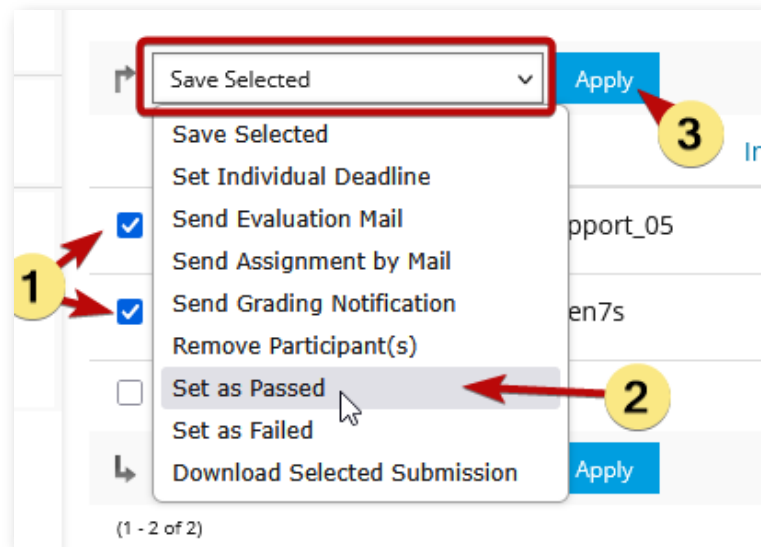 Save Selected
Apply
3
Save Selected
Set Individual Deadline
Send Evaluation Mail
pport_05
Send Assignment by Mail
1
Send Grading Notification
en7s
Remove Participant(s)
Set as Passed
2
Set as Failed
Download Selected Submission
Apply
(1 - 2 of 2)